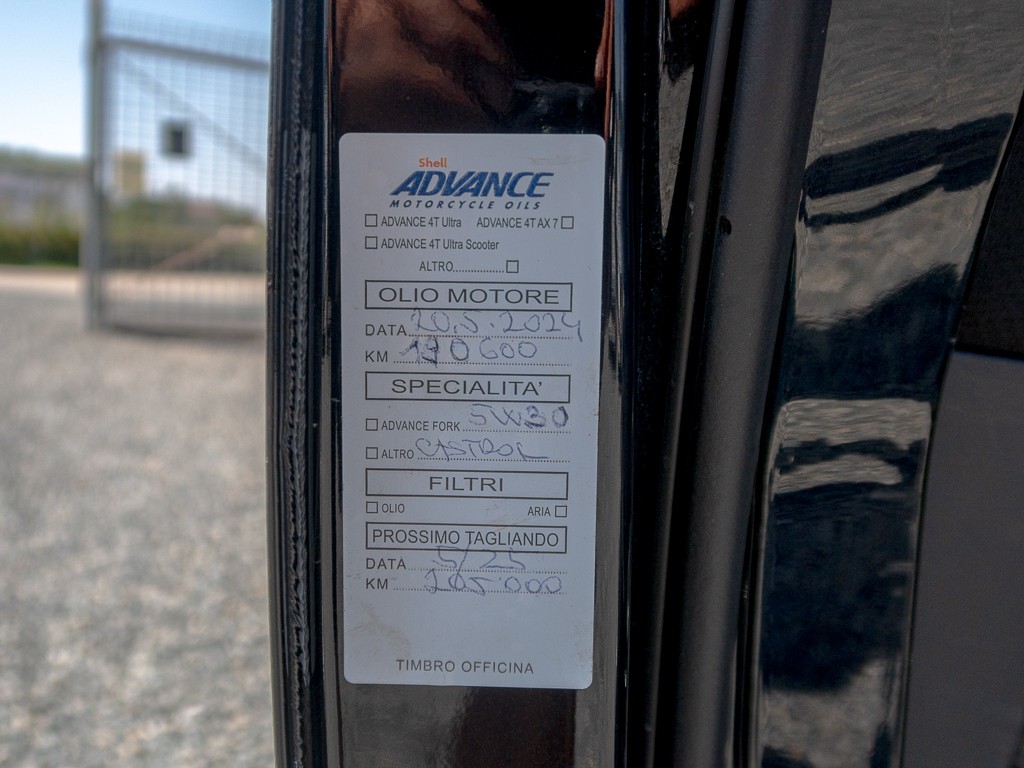 Shell
ADVANCE
MOTORCYCLE OILS
ADVANCE 4T Ultra ADVANCE 4T AX 7
ADVANCE 4T Ultra Scooter
ALTRO
OLIO MOTORE
DATA 20.5.2024
KM 190600
SPECIALITA'
ADVANCE FORK 5W30
ALTRO CASTROL
FILTRI
OLIO ARIA
PROSSIMO TAGLIANDO
DATA 5/25
KM 205.000
TIMBRO OFFICINA